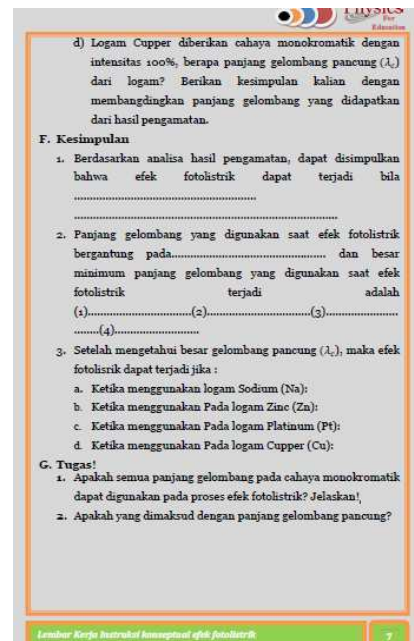 Physics
For
Education
d) Logam Cupper diberikan cahaya monokromatik dengan
intensitas 100%, berapa panjang gelombang pancung (λc)
dari logam? Berikan kesimpulan kalian dengan
membangdingkan panjang gelombang yang didapatkan
dari hasil pengamatan.
F. Kesimpulan
1. Berdasarkan analisa hasil pengamatan, dapat disimpulkan
bahwa efek fotolistrik dapat terjadi bila
........................................................
.................................................................................
2. Panjang gelombang yang digunakan saat efek fotolistrik
bergantung pada................................................ dan besar
minimum panjang gelombang yang digunakan saat efek
fotolistrik terjadi adalah
(1)................................(2)................................(3)......................
........(4)..........................
3. Setelah mengetahui besar gelombang pancung (λc), maka efek
fotolisrik dapat terjadi jika :
a. Ketika menggunakan logam Sodium (Na):
b. Ketika menggunakan Pada logam Zinc (Zn):
c. Ketika menggunakan Pada logam Platinum (Pt):
d. Ketika menggunakan Pada logam Cupper (Cu):
G. Tugas!
1. Apakah semua panjang gelombang pada cahaya monokromatik
dapat digunakan pada proses efek fotolistrik? Jelaskan!
2. Apakah yang dimaksud dengan panjang gelombang pancung?
Lembar Kerja Instruksi konseptual efek fotolistrik 7